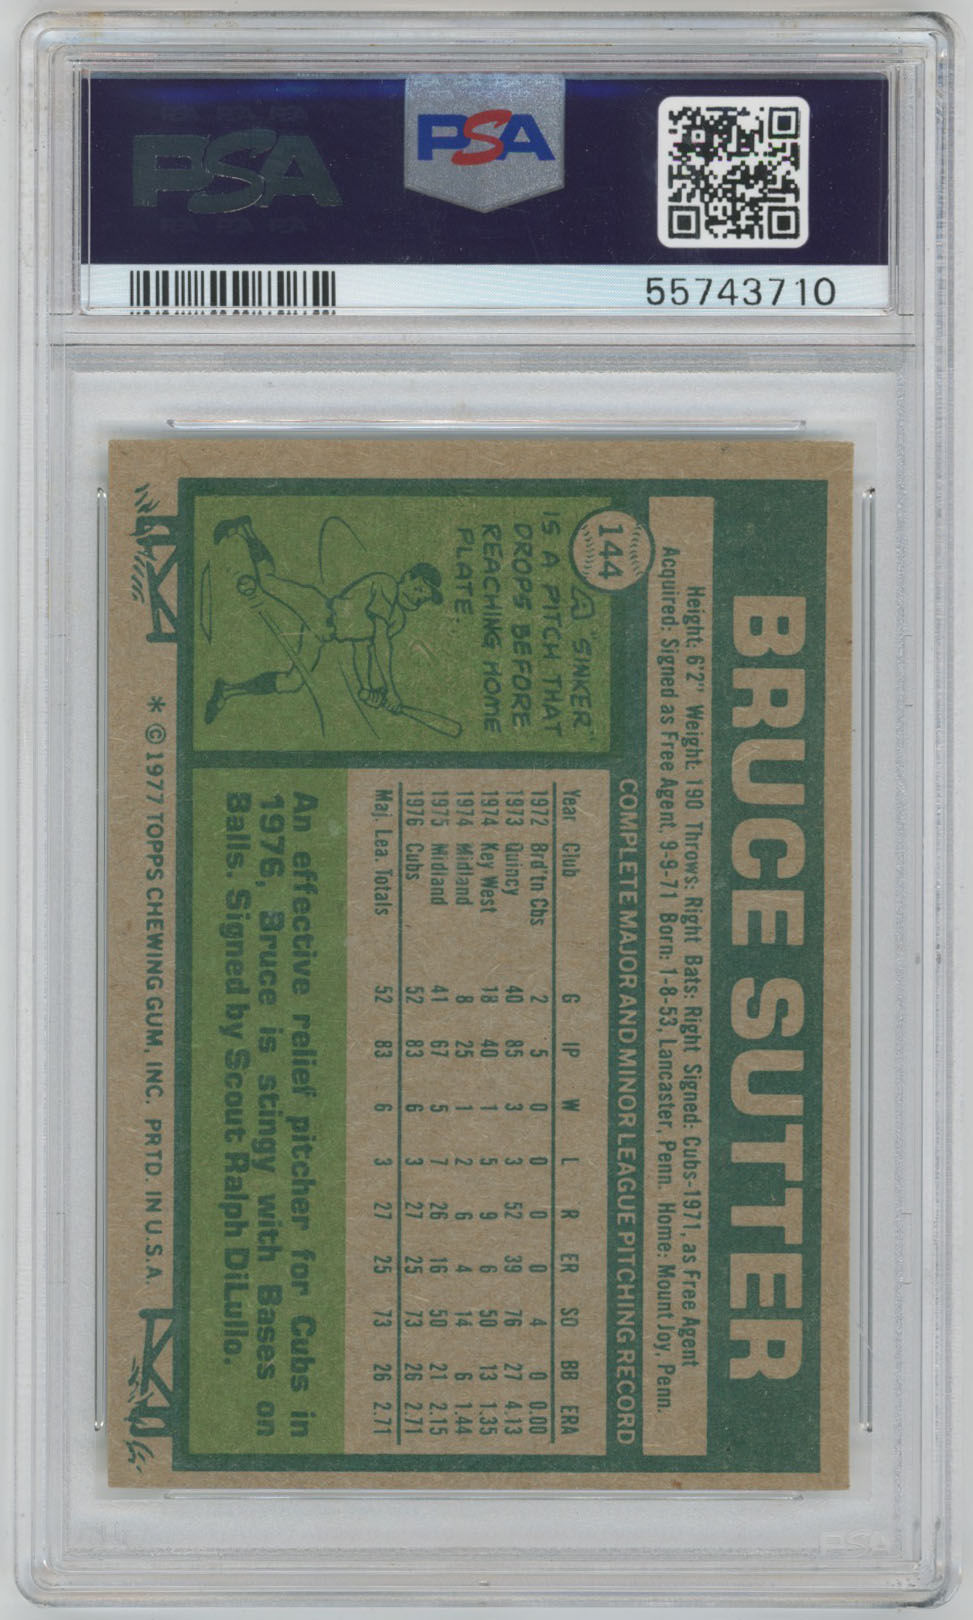 PSA
PSA
55743710
144
BRUCE SUTTER
Height: 6'2" Weight: 190 Throws: Right Bats: Right Signed: Cubs-1971, as Free Agent
Acquired: Signed as Free Agent, 9-9-71 Born: 1-8-53, Lancaster, Penn. Home: Mount Joy, Penn.
COMPLETE MAJOR AND MINOR LEAGUE PITCHING RECORD
Year Club G IP W L R ER SO BB ERA
1972 Brd'tn Cbs 2 5 0 0 0 0 4 0 0.00
1973 Quincy 40 85 3 3 52 39 76 27 4.13
1974 Key West 18 40 1 5 9 6 50 13 1.35
1974 Midland 8 25 1 2 6 4 14 6 1.44
1975 Midland 41 67 5 7 26 16 50 21 2.15
1976 Cubs 52 83 6 3 27 25 73 26 2.71
Maj. Lea. Totals 52 83 6 3 27 25 73 26 2.71
A "SINKER"
IS A PITCH THAT
DROPS BEFORE
REACHING HOME
PLATE.
An effective relief pitcher for Cubs in
1976, Bruce is stingy with Bases on
Balls. Signed by Scout Ralph DiLullo.
* © 1977 TOPPS CHEWING GUM, INC. PRTD. IN U.S.A.
PSA